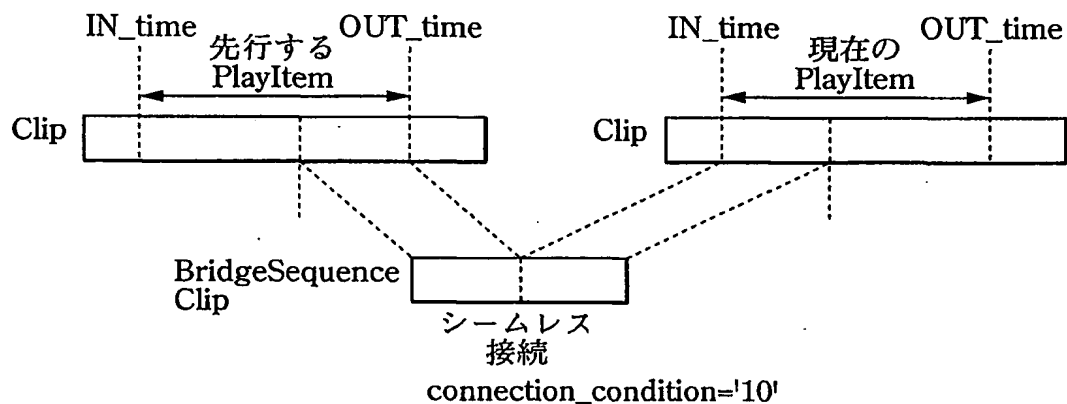 IN_time
OUT_time
先行する
PlayItem
Clip
IN_time
OUT_time
現在の
PlayItem
Clip
BridgeSequence
Clip
シームレス
接続
connection_condition='10'